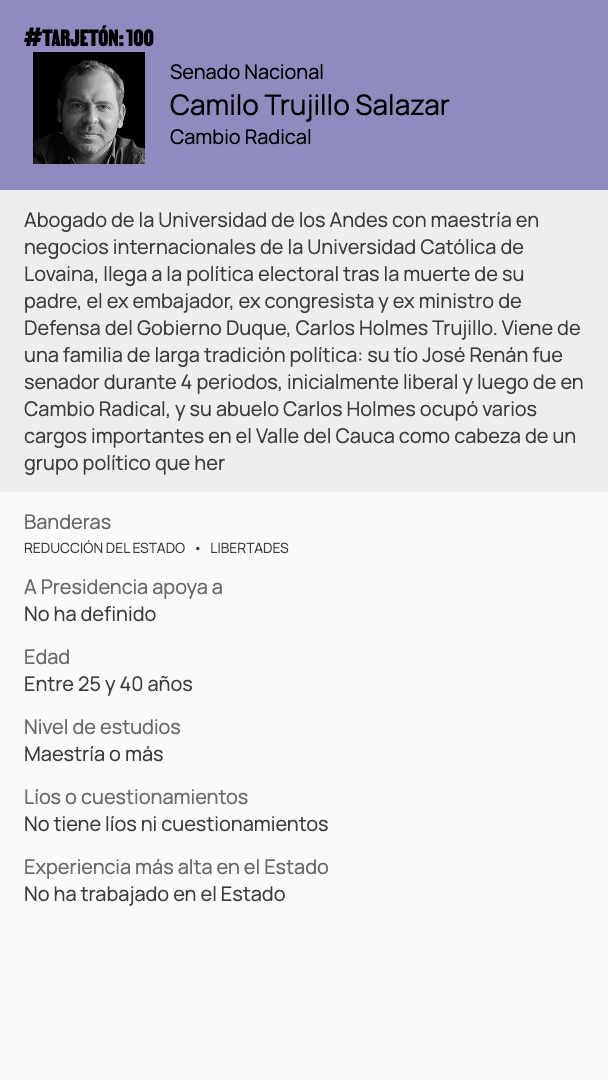 #TARJETÓN: 100
Senado Nacional
Camilo Trujillo Salazar
Cambio Radical
Abogado de la Universidad de los Andes con maestría en
negocios internacionales de la Universidad Católica de
Lovaina, llega a la política electoral tras la muerte de su
padre, el ex embajador, ex congresista y ex ministro de
Defensa del Gobierno Duque, Carlos Holmes Trujillo. Viene de
una familia de larga tradición política: su tío José Renán fue
senador durante 4 periodos, inicialmente liberal y luego de en
Cambio Radical, y su abuelo Carlos Holmes ocupó varios
cargos importantes en el Valle del Cauca como cabeza de un
grupo político que her
Banderas
REDUCCIÓN DEL ESTADO • LIBERTADES
A Presidencia apoya a
No ha definido
Edad
Entre 25 y 40 años
Nivel de estudios
Maestría o más
Líos o cuestionamientos
No tiene líos ni cuestionamientos
Experiencia más alta en el Estado
No ha trabajado en el Estado